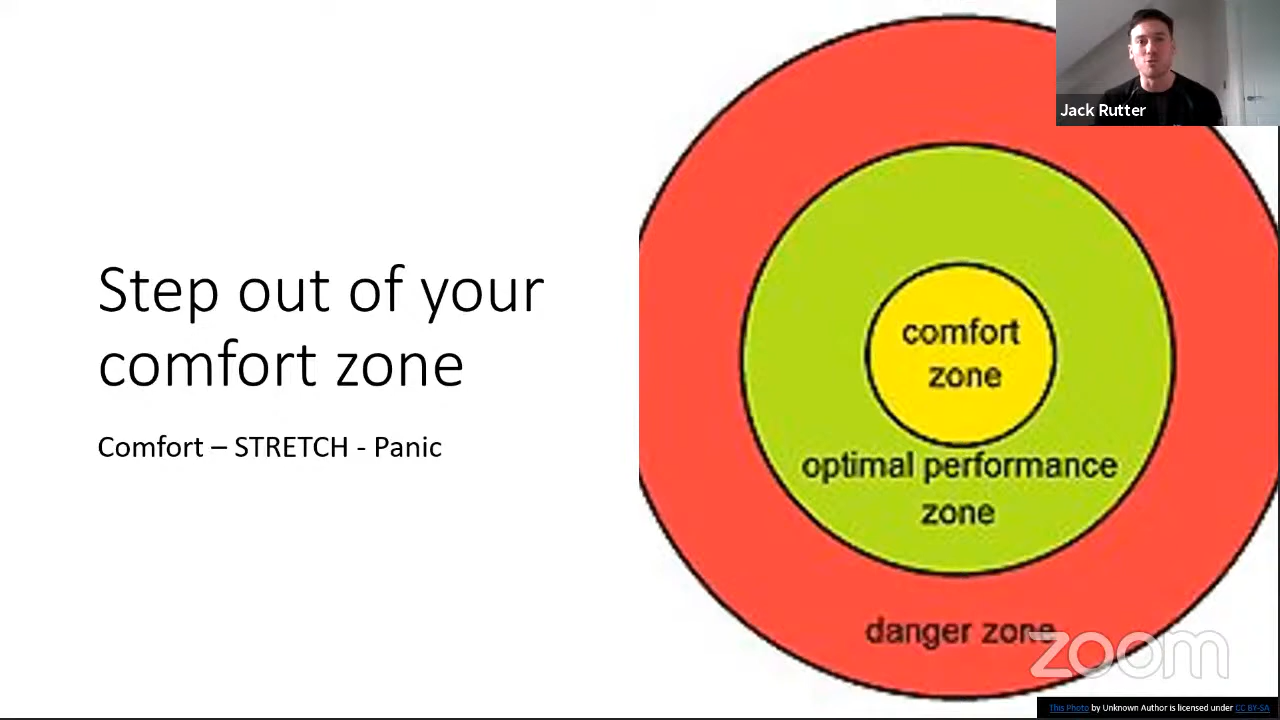 Jack Rutter
Step out of your
comfort zone
Comfort – STRETCH - Panic
comfort
zone
optimal performance
zone
danger zone
zoom
This Photo by Unknown Author is licensed under CC BY-SA